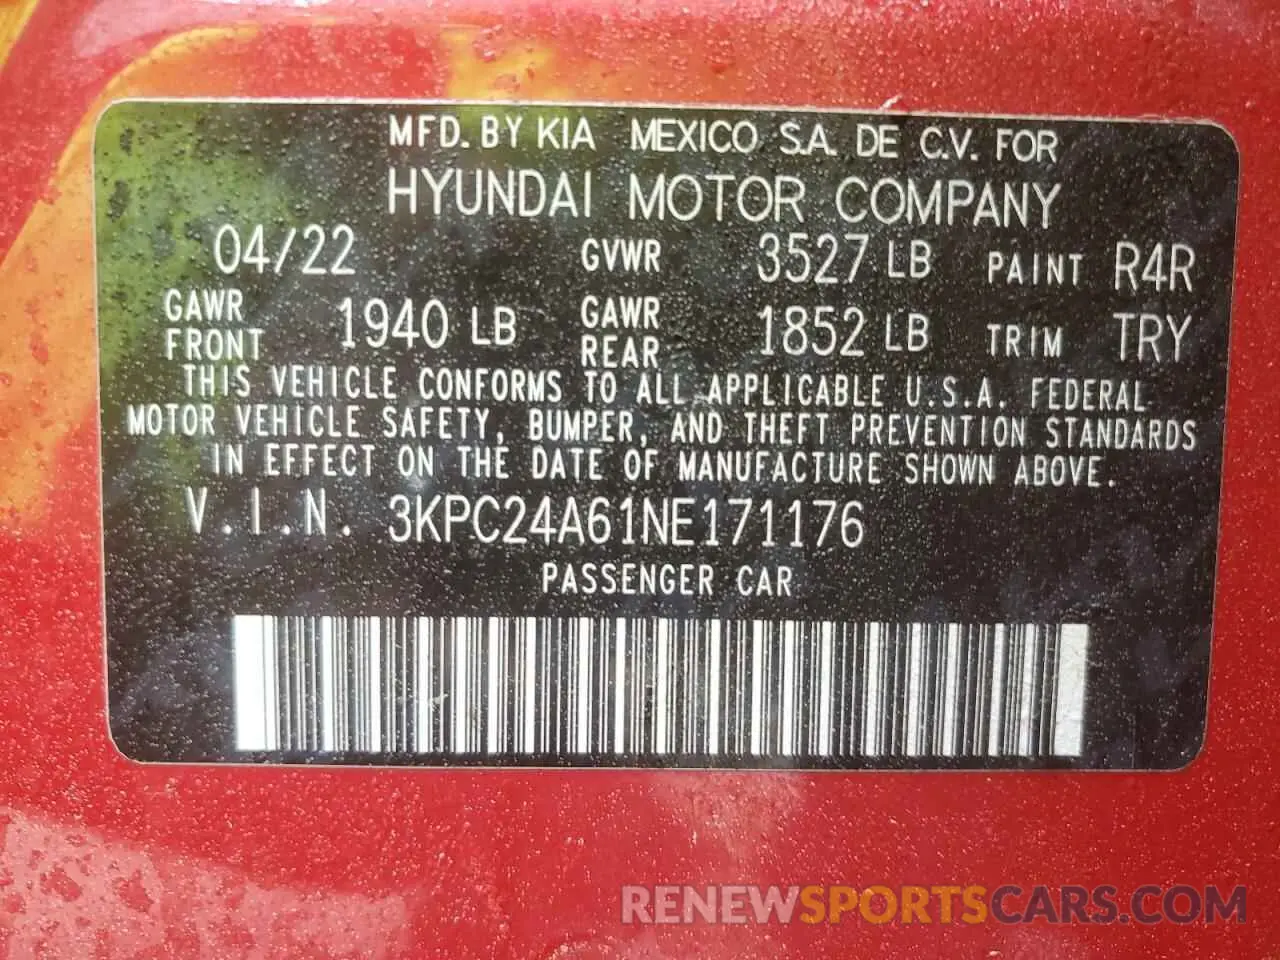 MFD. BY KIA MEXICO S.A. DE C.V. FOR
HYUNDAI MOTOR COMPANY
04/22 GVWR 3527 LB PAINT R4R
GAWR FRONT 1940 LB GAWR REAR 1852 LB TRIM TRY
THIS VEHICLE CONFORMS TO ALL APPLICABLE U.S.A. FEDERAL
MOTOR VEHICLE SAFETY, BUMPER, AND THEFT PREVENTION STANDARDS
IN EFFECT ON THE DATE OF MANUFACTURE SHOWN ABOVE.
V.I.N. 3KPC24A61NE171176
PASSENGER CAR
RENEWSPORTSCARS.COM